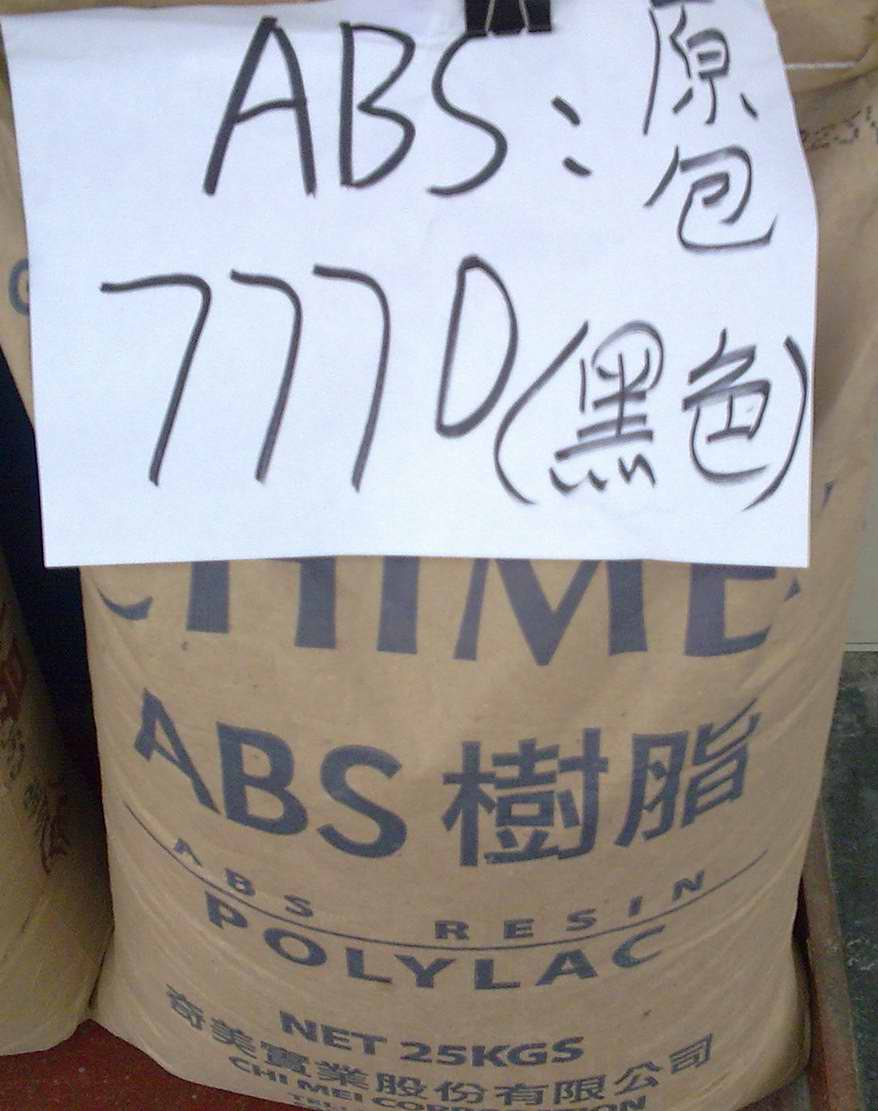 ABS: 原包
777D (黑色)
CHIMEI
ABS 樹脂
ABS RESIN
POLYLAC
NET 25KGS
奇美實業股份有限公司
CHI MEI CORPORATION